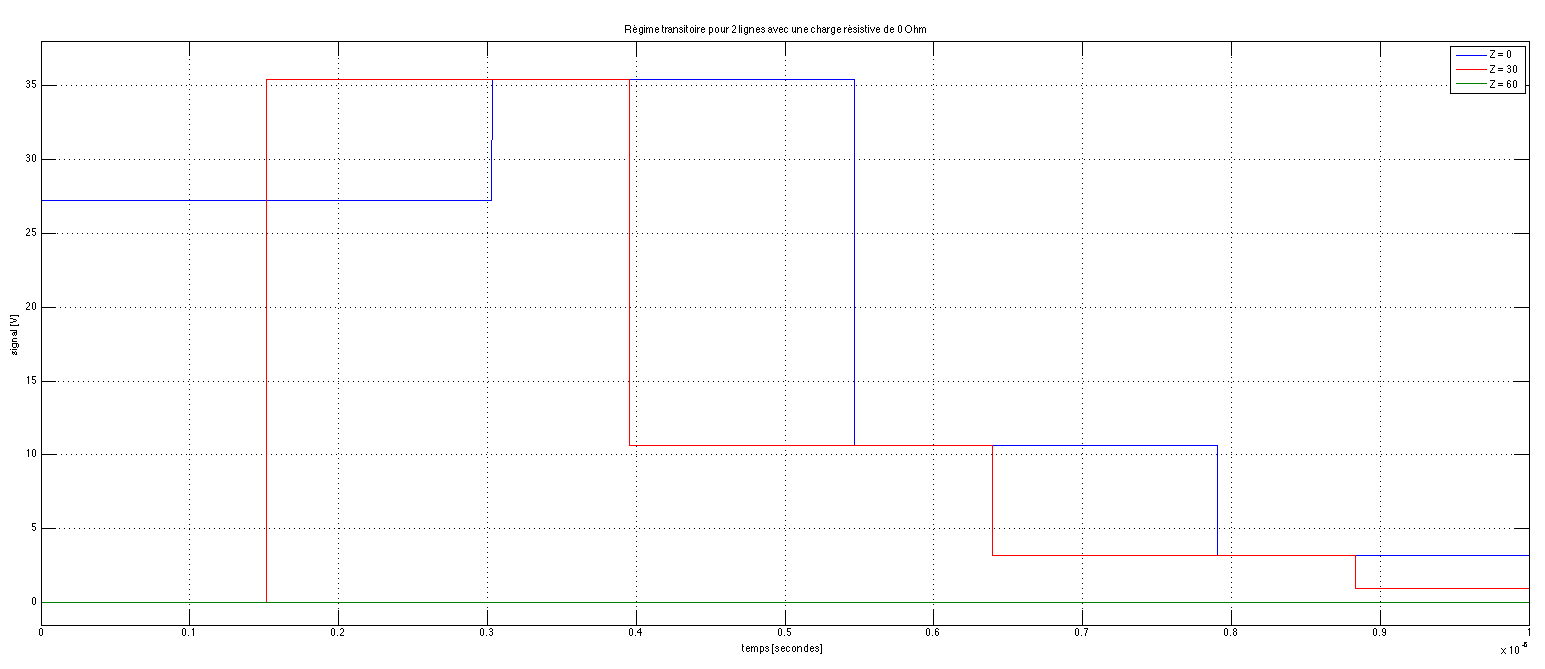 Régime transitoire pour 2 lignes avec une charge résistive de 0 Ohm
Z = 0
Z = 30
Z = 60
35
30
25
20
15
10
5
0
signal [V]
0 0.1 0.2 0.3 0.4 0.5 0.6 0.7 0.8 0.9 1
temps [secondes]
x 10⁻⁵